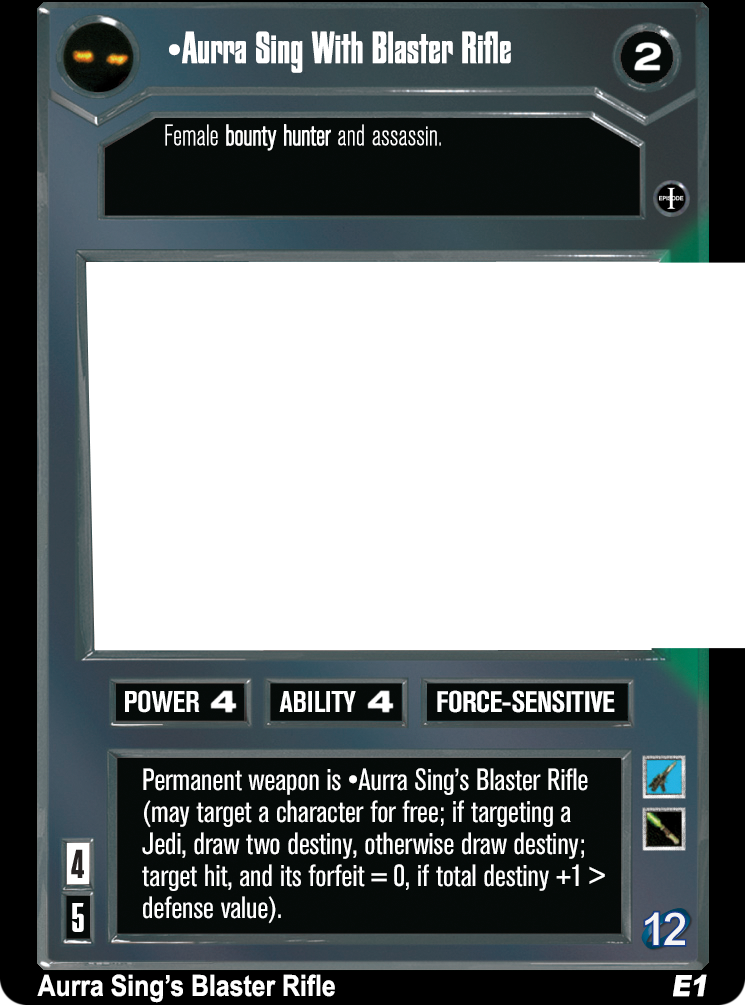 •Aurra Sing With Blaster Rifle
2
Female bounty hunter and assassin.
EPISODE I
POWER 4
ABILITY 4
FORCE-SENSITIVE
Permanent weapon is •Aurra Sing's Blaster Rifle
(may target a character for free; if targeting a
Jedi, draw two destiny, otherwise draw destiny;
target hit, and its forfeit = 0, if total destiny +1 >
defense value).
4
5
12
Aurra Sing's Blaster Rifle
E1